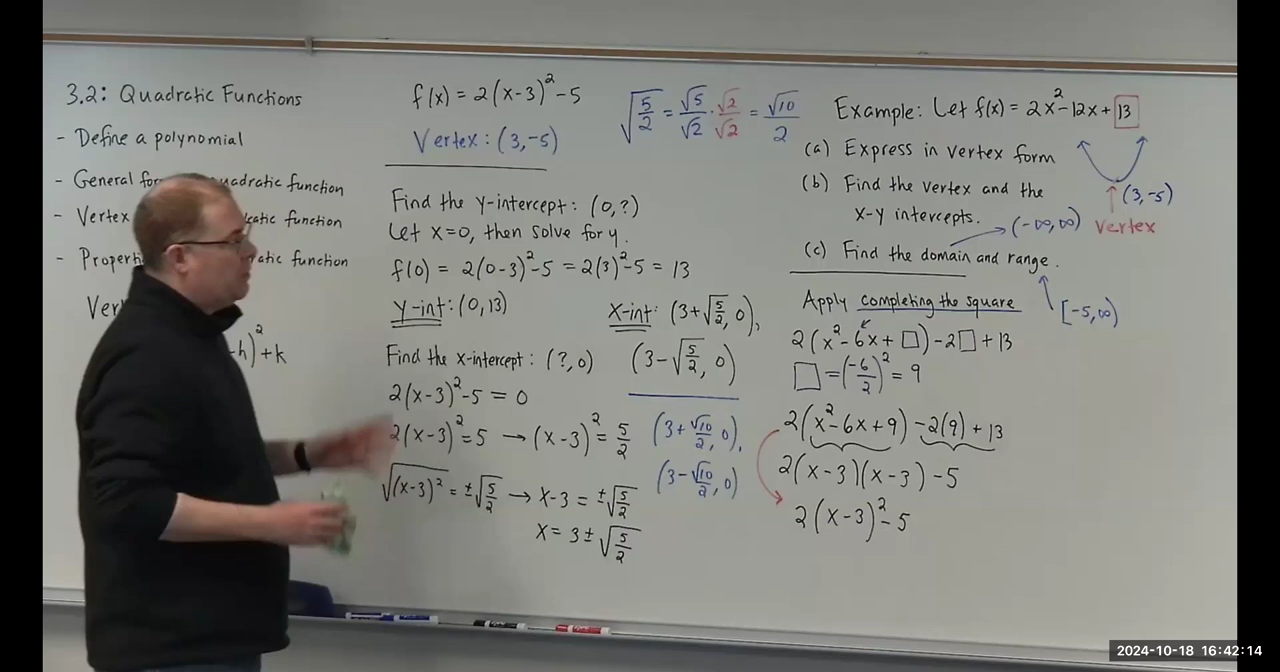 3.2: Quadratic Functions
- Define a polynomial
- General for uadratic function
- Vertex ratic function
- Propert atic function
Ver
-h)² + k
f(x) = 2(x-3)² - 5
Vertex: (3, -5)
Find the y-intercept: (0, ?)
Let x=0, then solve for y.
f(0) = 2(0-3)² - 5 = 2(3)² - 5 = 13
Y-int: (0, 13)
Find the x-intercept: (?, 0)
2(x-3)² - 5 = 0
2(x-3)² = 5 → (x-3)² = 5/2
√(x-3)² = ±√5/2 → x-3 = ±√5/2
x = 3 ± √5/2
√5/2 = √5/√2 · √2/√2 = √10/2
X-int: (3+√5/2, 0),
(3-√5/2, 0)
(3+√10/2, 0),
(3-√10/2, 0)
Example: Let f(x) = 2x² - 12x + 13
(a) Express in vertex form
(b) Find the vertex and the
x-y intercepts.
(c) Find the domain and range.
(3, -5)
vertex
(-∞, ∞)
[-5, ∞)
Apply completing the square
2(x² - 6x + □) - 2□ + 13
□ = (-6/2)² = 9
2(x² - 6x + 9) - 2(9) + 13
2(x-3)(x-3) - 5
2(x-3)² - 5
2024-10-18 16:42:14